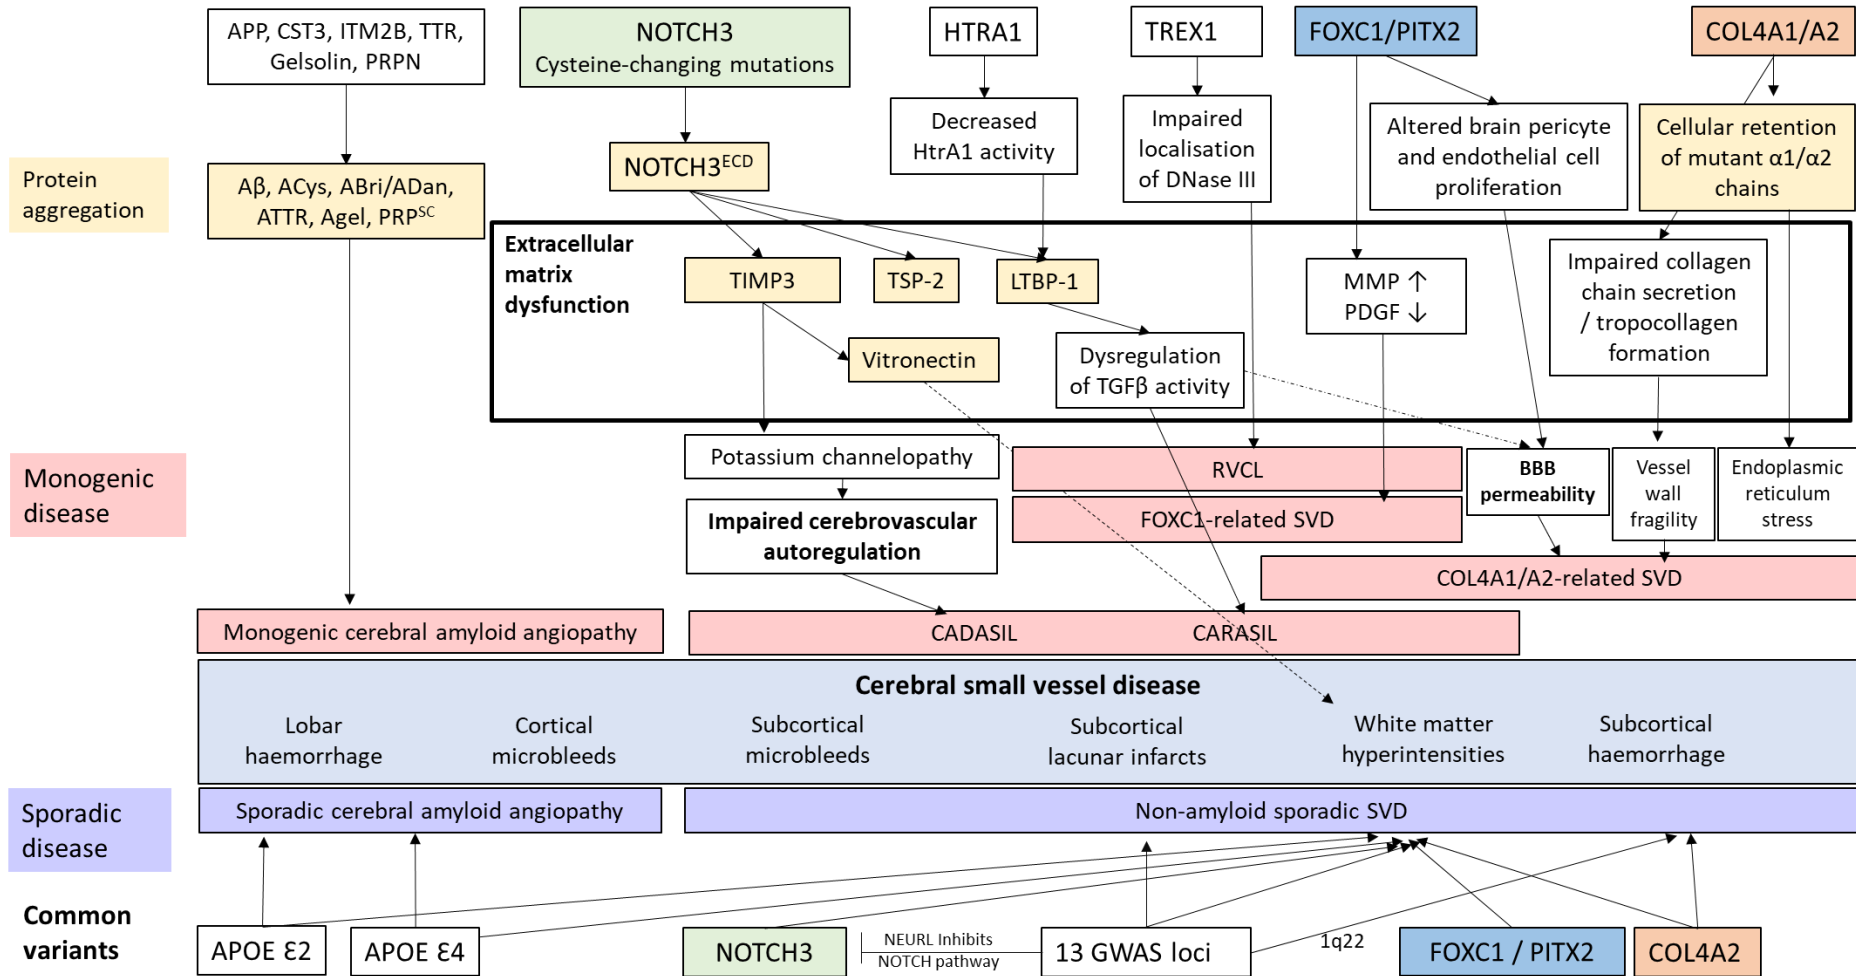 APP, CST3, ITM2B, TTR,
Gelsolin, PRPN
NOTCH3
Cysteine-changing mutations
HTRA1
TREX1
FOXC1/PITX2
COL4A1/A2
Decreased
HtrA1 activity
Impaired
localisation
of DNase III
Altered brain pericyte
and endothelial cell
proliferation
Cellular retention
of mutant α1/α2
chains
Protein
aggregation
Aβ, ACys, ABri/ADan,
ATTR, Agel, PRPSC
NOTCH3ECD
Extracellular
matrix
dysfunction
TIMP3
TSP-2
LTBP-1
MMP ↑
PDGF ↓
Impaired collagen
chain secretion
/ tropocollagen
formation
Vitronectin
Dysregulation
of TGFβ activity
Monogenic
disease
Potassium channelopathy
RVCL
BBB
permeability
Vessel
wall
fragility
Endoplasmic
reticulum
stress
Impaired cerebrovascular
autoregulation
FOXC1-related SVD
COL4A1/A2-related SVD
Monogenic cerebral amyloid angiopathy
CADASIL
CARASIL
Cerebral small vessel disease
Lobar
haemorrhage
Cortical
microbleeds
Subcortical
microbleeds
Subcortical
lacunar infarcts
White matter
hyperintensities
Subcortical
haemorrhage
Sporadic
disease
Sporadic cerebral amyloid angiopathy
Non-amyloid sporadic SVD
Common
variants
APOE Ɛ2
APOE Ɛ4
NOTCH3
NEURL Inhibits
NOTCH pathway
13 GWAS loci
1q22
FOXC1 / PITX2
COL4A2